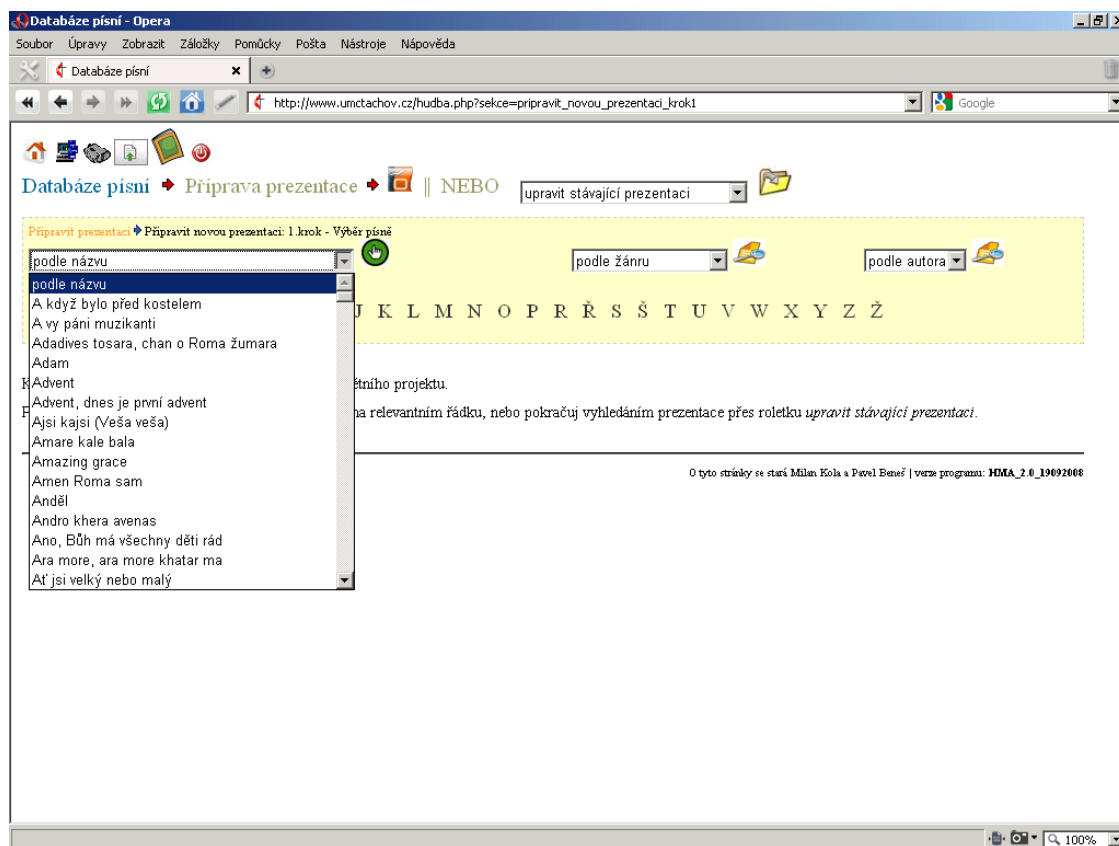 Databáze písní - Opera
Soubor Úpravy Zobrazit Záložky Pomůcky Pošta Nástroje Nápověda
Databáze písní
http://www.umctachov.cz/hudba.php?sekce=pripravit_novou_prezentaci_krok1 Google
Databáze písní Příprava prezentace || NEBO upravit stávající prezentaci
Připravit prezentaci Připravit novou prezentaci: 1.krok - Výběr písně
podle názvu podle žánru podle autora
podle názvu
A když bylo před kostelem
J K L M N O P R Ř S Š T U V W X Y Z Ž
A vy páni muzikanti
Adadives tosara, chan o Roma žumara
Adam
Advent
étního projektu.
Advent, dnes je první advent
na relevantním řádku, nebo pokračuj vyhledáním prezentace přes roletku upravit stávající prezentaci.
Ajsi kajsi (Veša veša)
Amare kale bala
Amazing grace
O tyto stránky se stará Milan Kola a Pavel Beneš | verze programu: HMA_2.0_19092008
Amen Roma sam
Anděl
Andro khera avenas
Ano, Bůh má všechny děti rád
Ara more, ara more khatar ma
Ať jsi velký nebo malý
100%